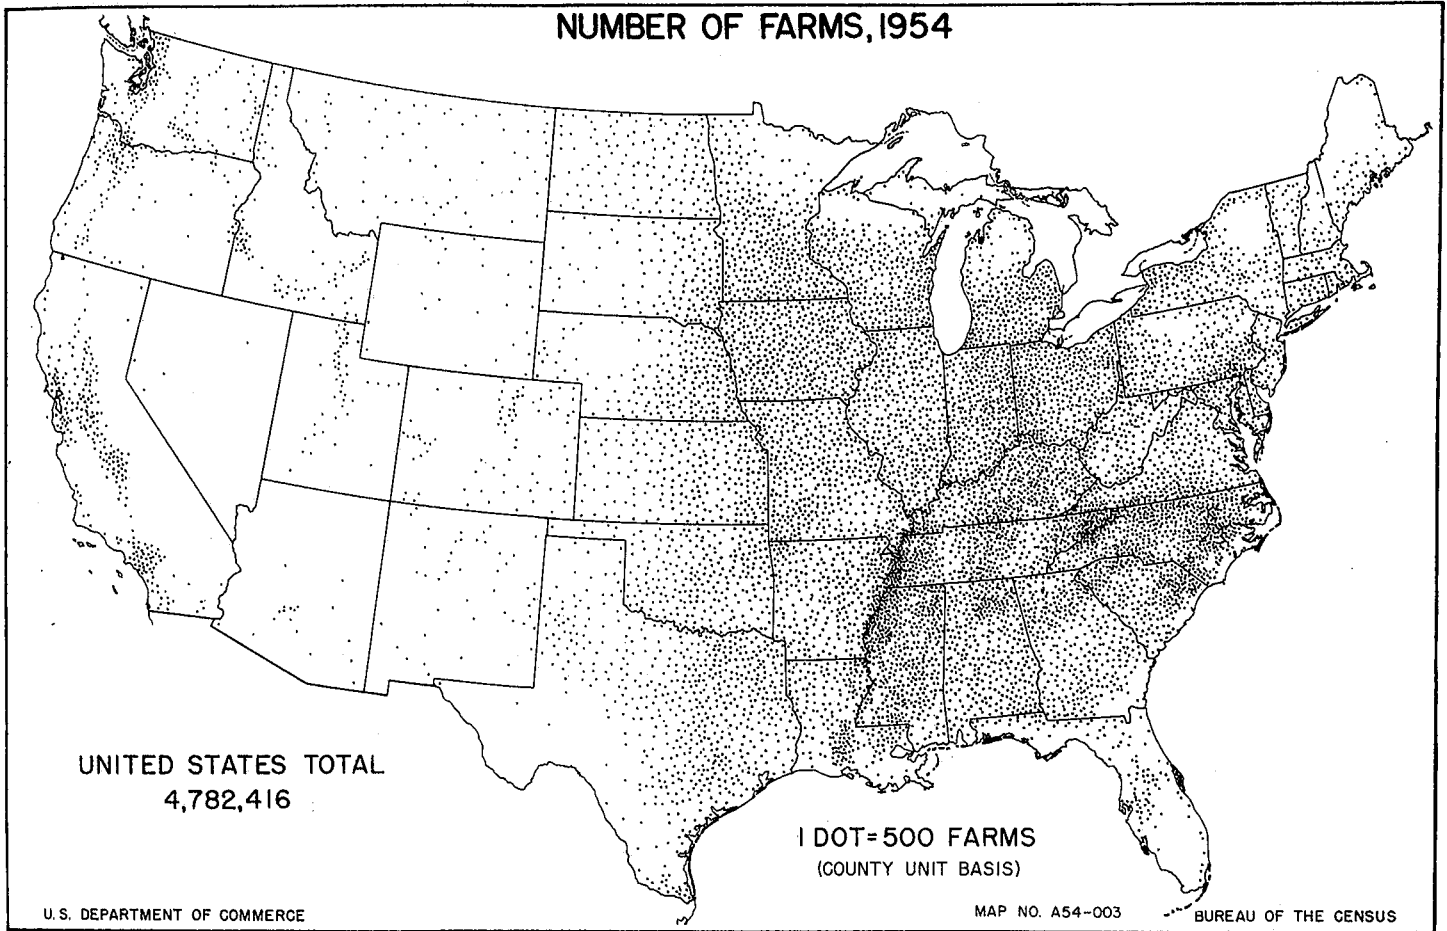 NUMBER OF FARMS, 1954
UNITED STATES TOTAL
4,782,416
1 DOT=500 FARMS
(COUNTY UNIT BASIS)
U. S. DEPARTMENT OF COMMERCE
MAP NO. A54-003
BUREAU OF THE CENSUS